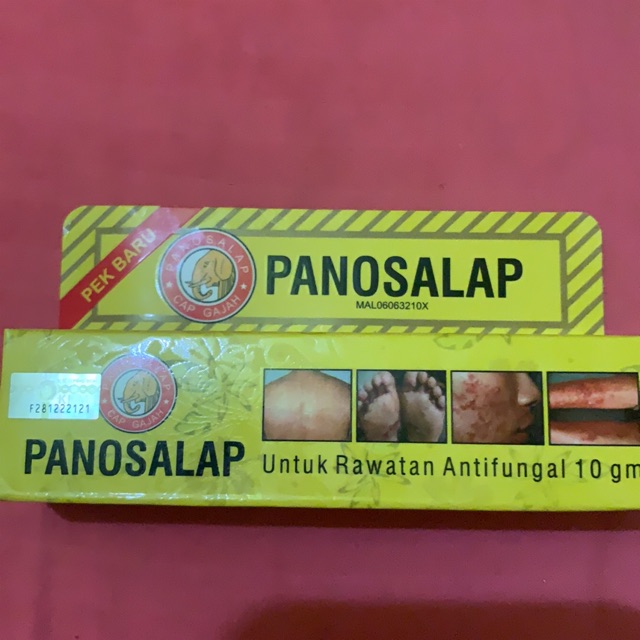 PEK BARU
PANOSALAP
CAP GAJAH
PANOSALAP
MAL06063210X
PANOSALAP
CAP GAJAH
F281222121
PANOSALAP
Untuk Rawatan Antifungal 10 gm